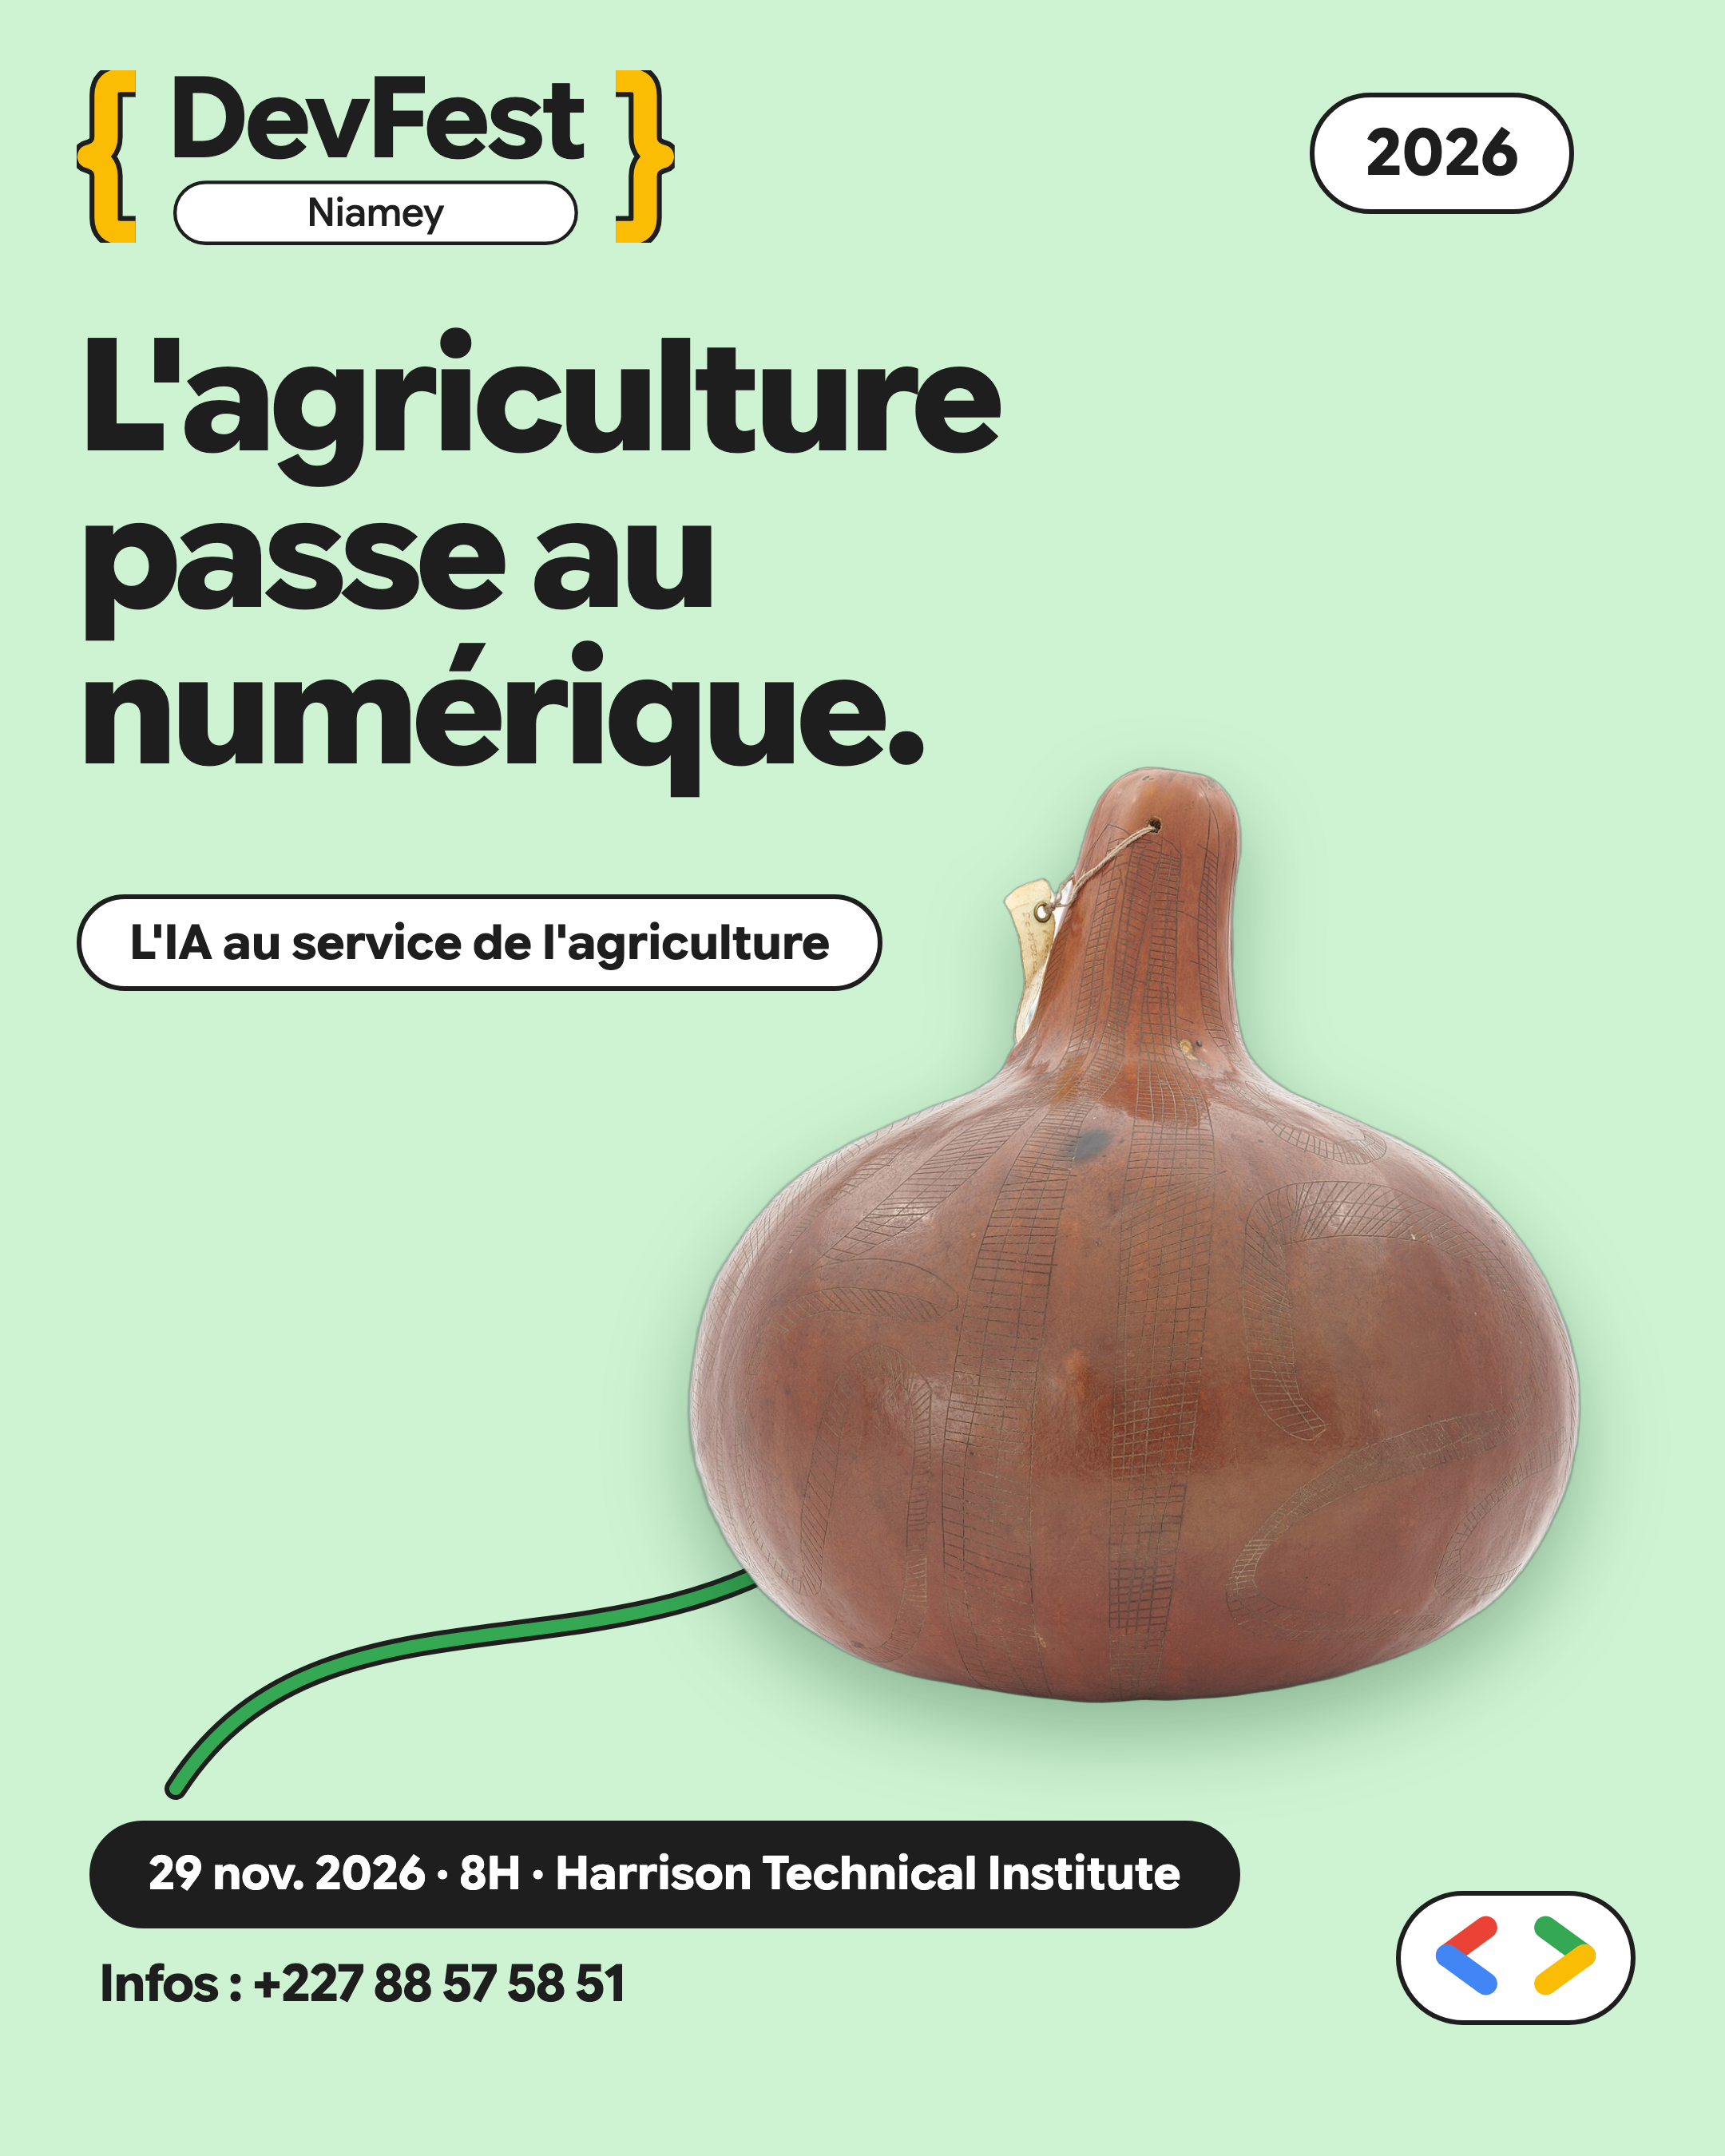 DevFest
Niamey
2026
L'agriculture
passe au
numérique.
L'IA au service de l'agriculture
29 nov. 2026 · 8H · Harrison Technical Institute
Infos : +227 88 57 58 51